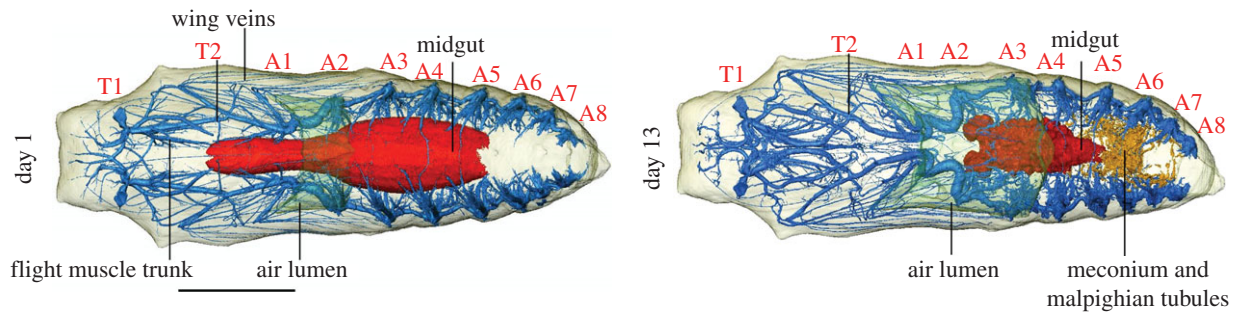 wing veins
T1
T2
A1
A2
A3
A4
midgut
A5
A6
A7
A8
day 1
flight muscle trunk
air lumen
T1
T2
A1
A2
A3
A4
midgut
A5
A6
A7
A8
day 13
air lumen
meconium and
malpighian tubules